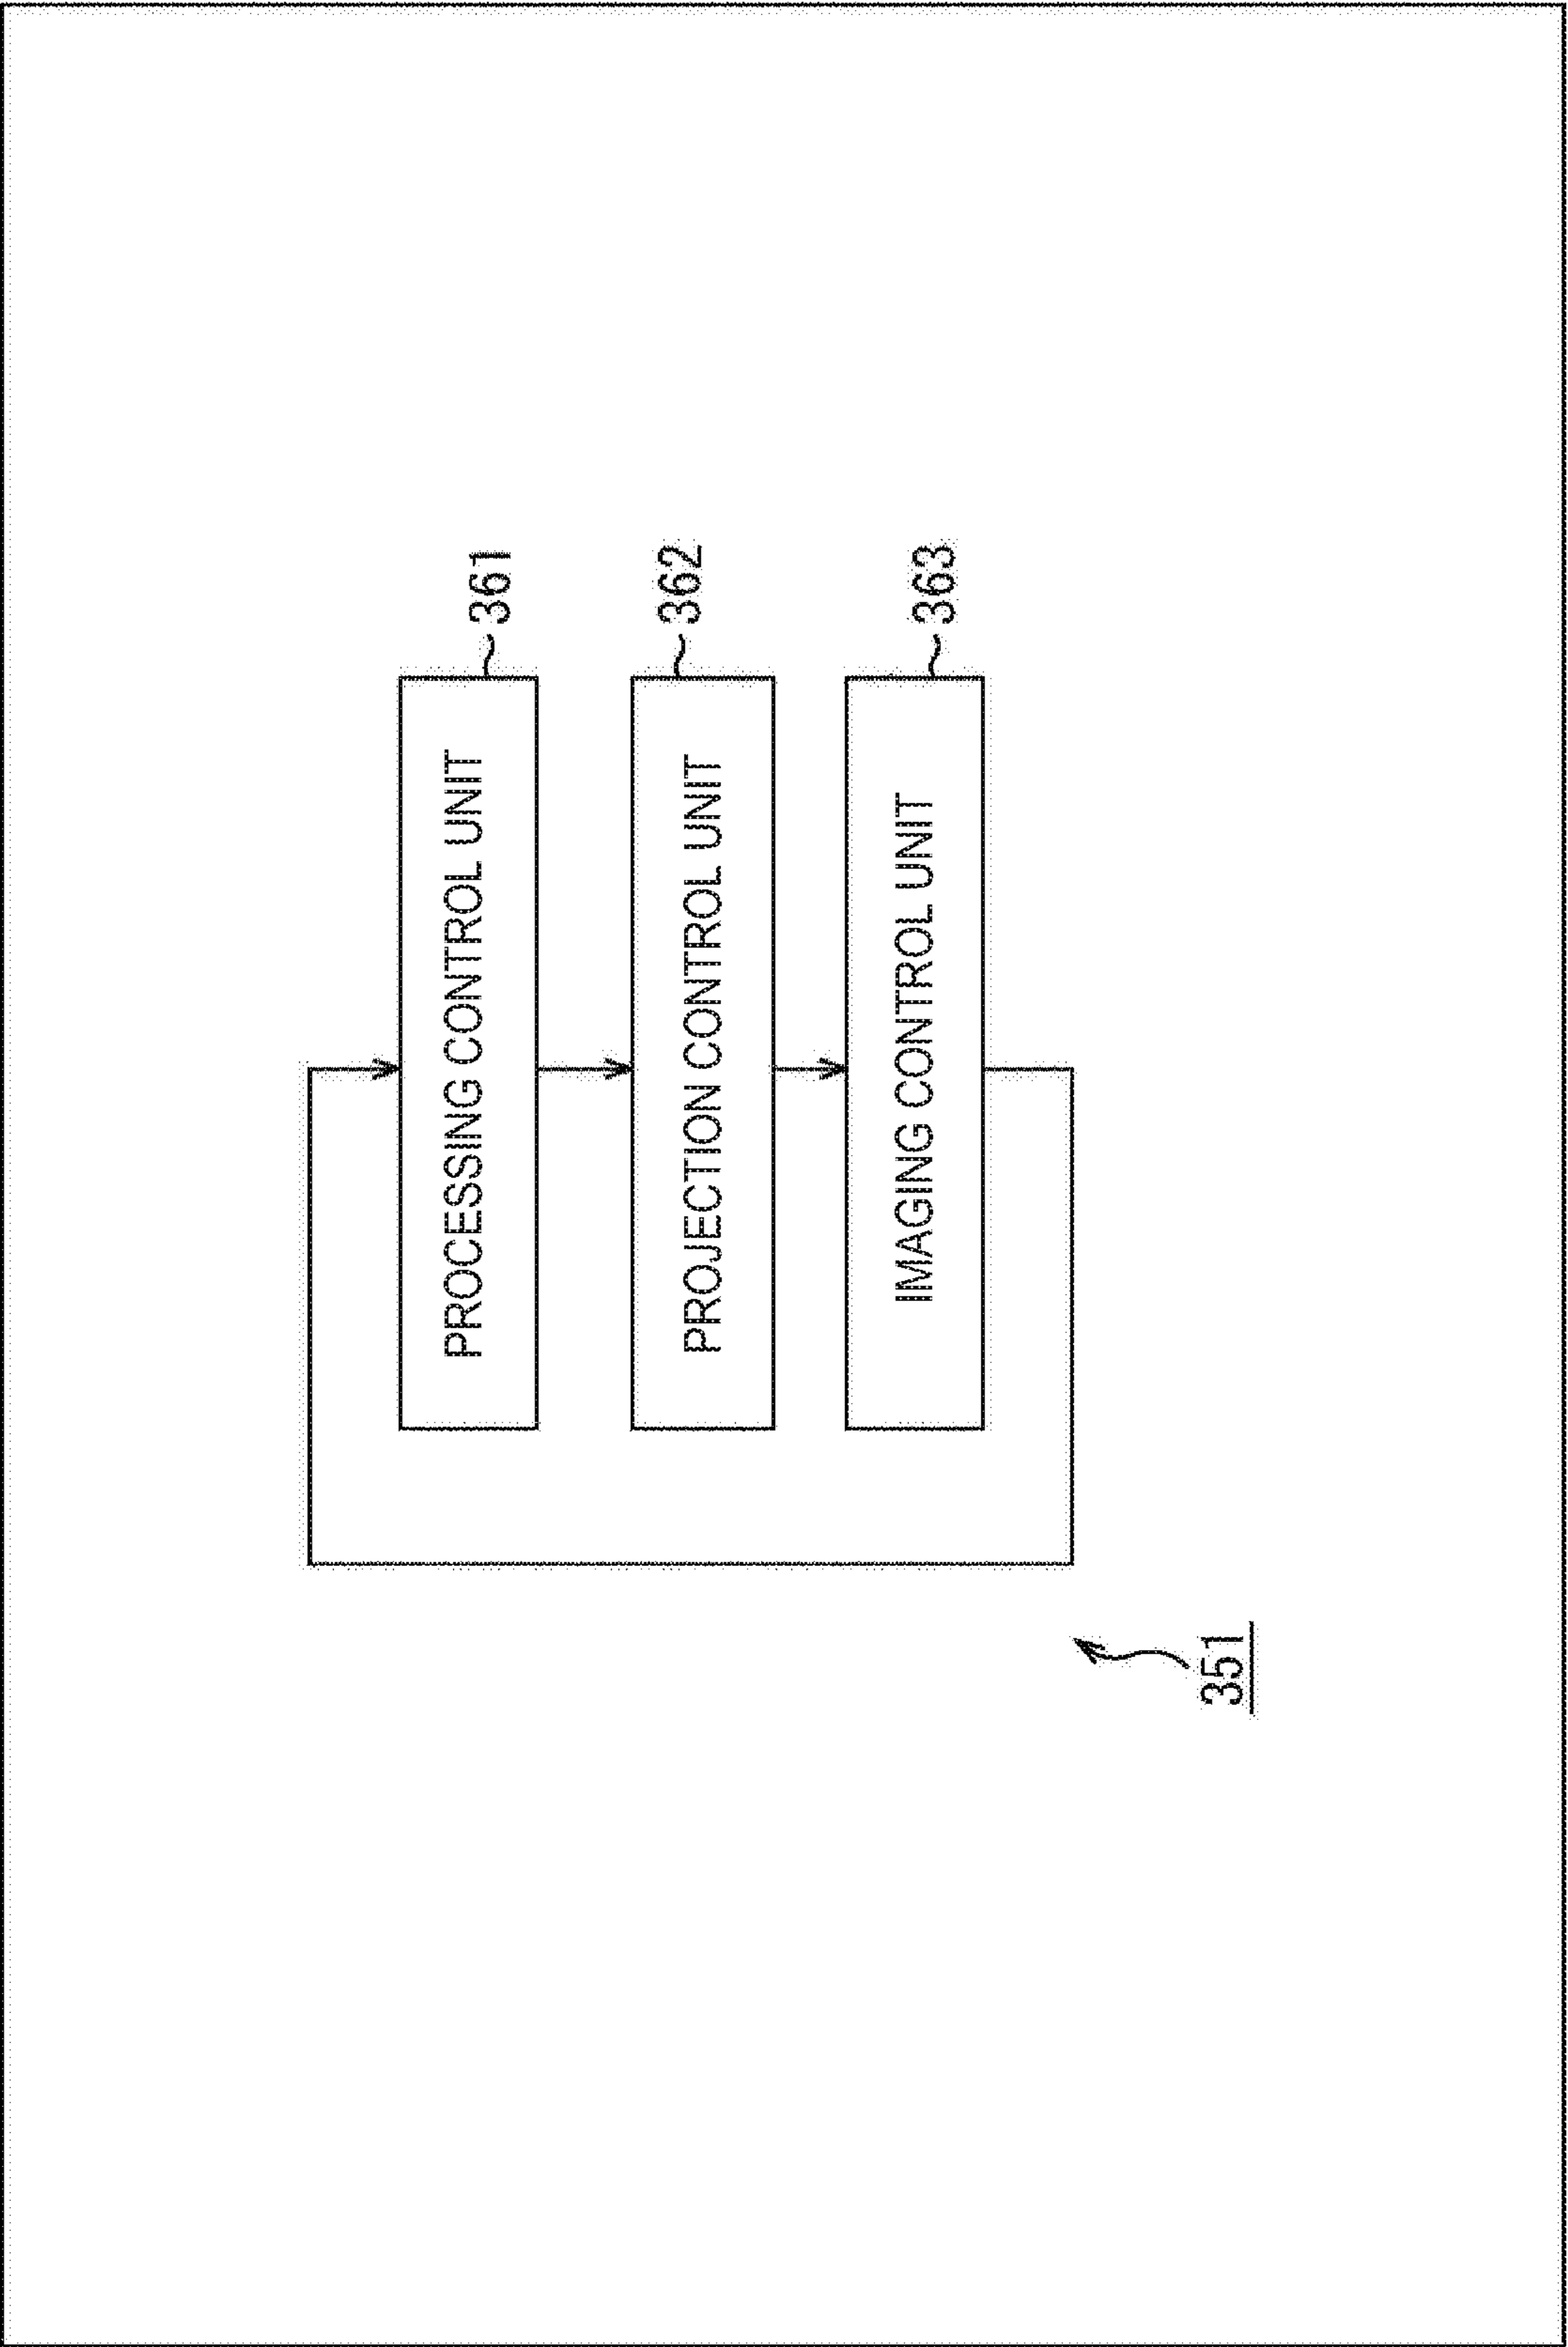 351
PROCESSING CONTROL UNIT
361
PROJECTION CONTROL UNIT
362
IMAGING CONTROL UNIT
363